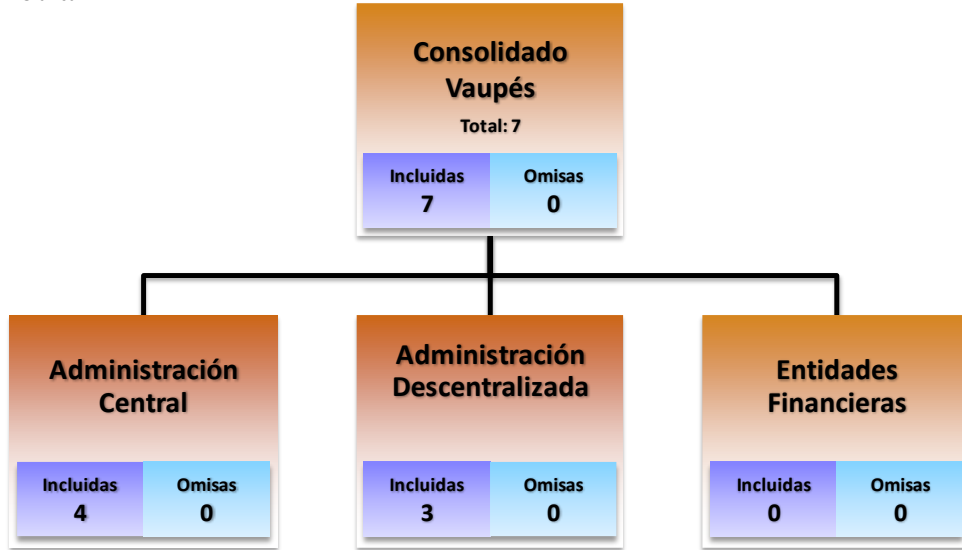 Consolidado
Vaupés
Total: 7
Incluidas Omisas
7 0
Administración
Central
Incluidas Omisas
4 0
Administración
Descentralizada
Incluidas Omisas
3 0
Entidades
Financieras
Incluidas Omisas
0 0